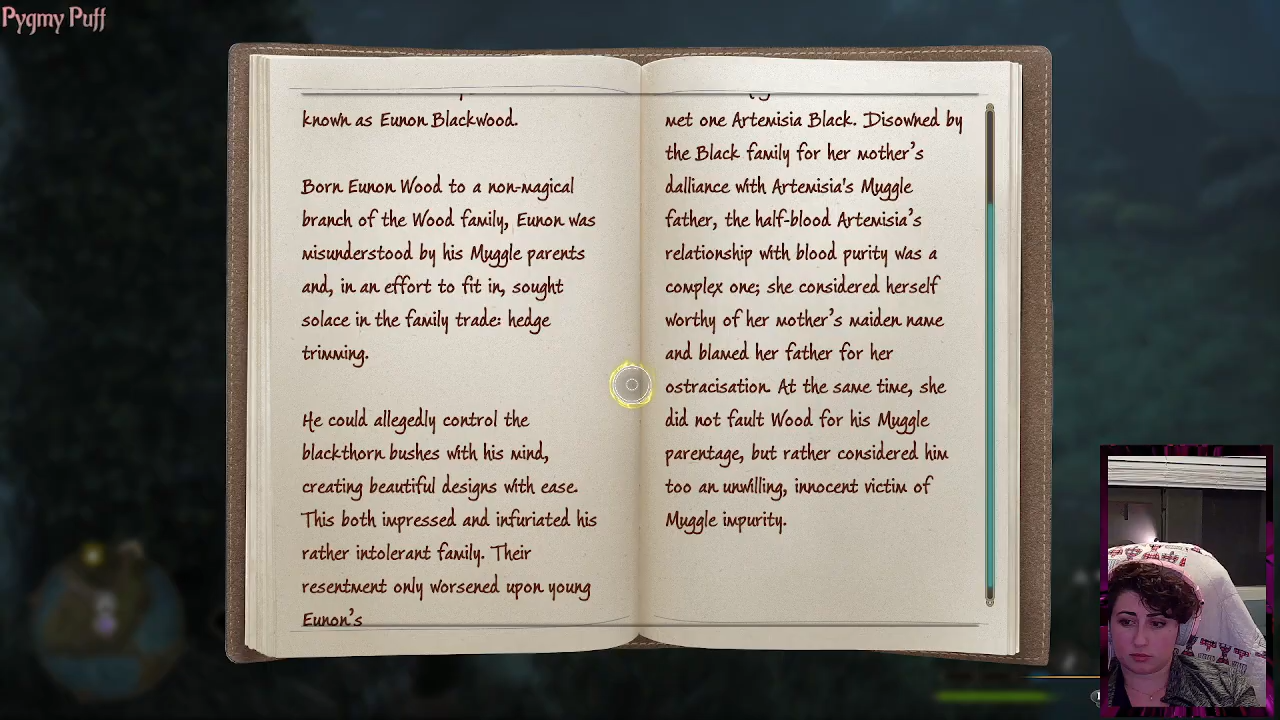 Pygmy Puff
known as Eunon Blackwood.
Born Eunon Wood to a non-magical
branch of the Wood family, Eunon was
misunderstood by his Muggle parents
and, in an effort to fit in, sought
solace in the family trade: hedge
trimming.
He could allegedly control the
blackthorn bushes with his mind,
creating beautiful designs with ease.
This both impressed and infuriated his
rather intolerant family. Their
resentment only worsened upon young
Eunon's
met one Artemisia Black. Disowned by
the Black family for her mother's
dalliance with Artemisia's Muggle
father, the half-blood Artemisia's
relationship with blood purity was a
complex one; she considered herself
worthy of her mother's maiden name
and blamed her father for her
ostracisation. At the same time, she
did not fault Wood for his Muggle
parentage, but rather considered him
too an unwilling, innocent victim of
Muggle impurity.